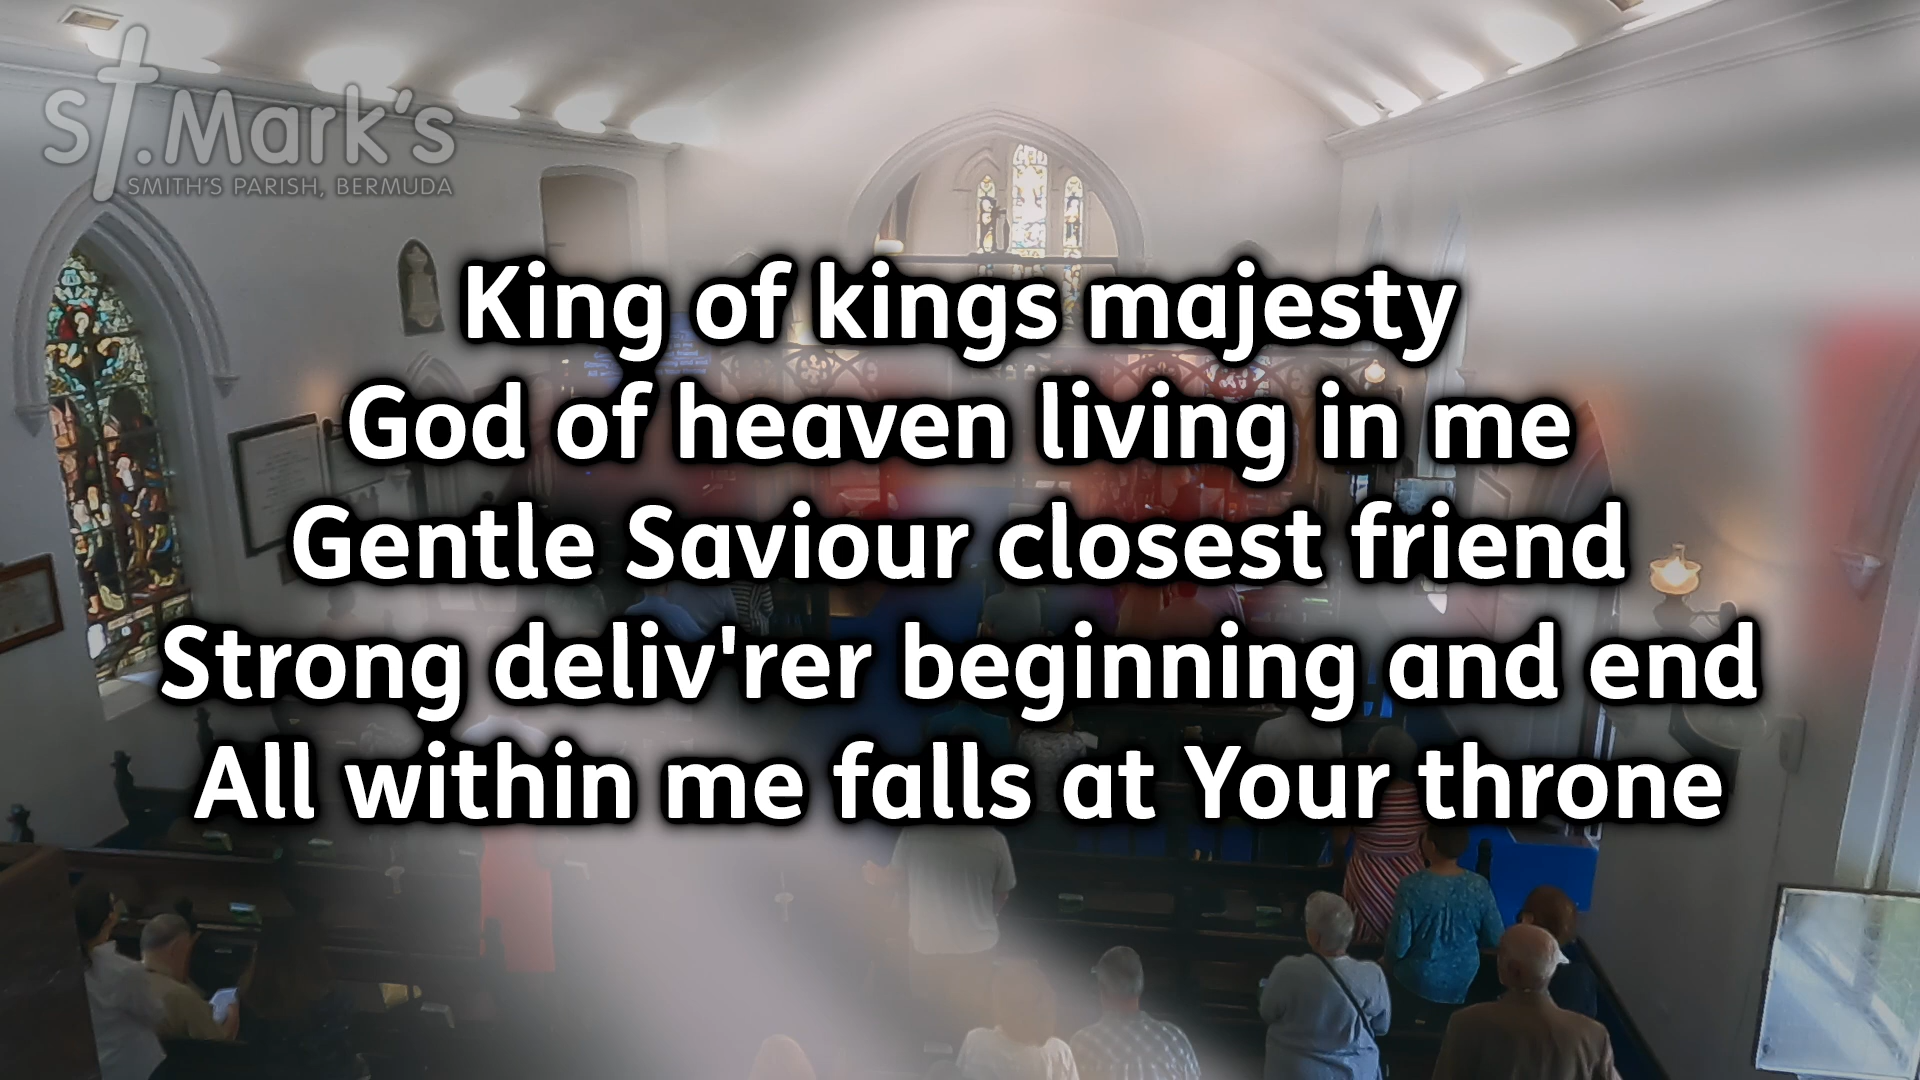 St. Mark's
SMITH'S PARISH, BERMUDA
King of kings majesty
God of heaven living in me
Gentle Saviour closest friend
Strong deliv'rer beginning and end
All within me falls at Your throne